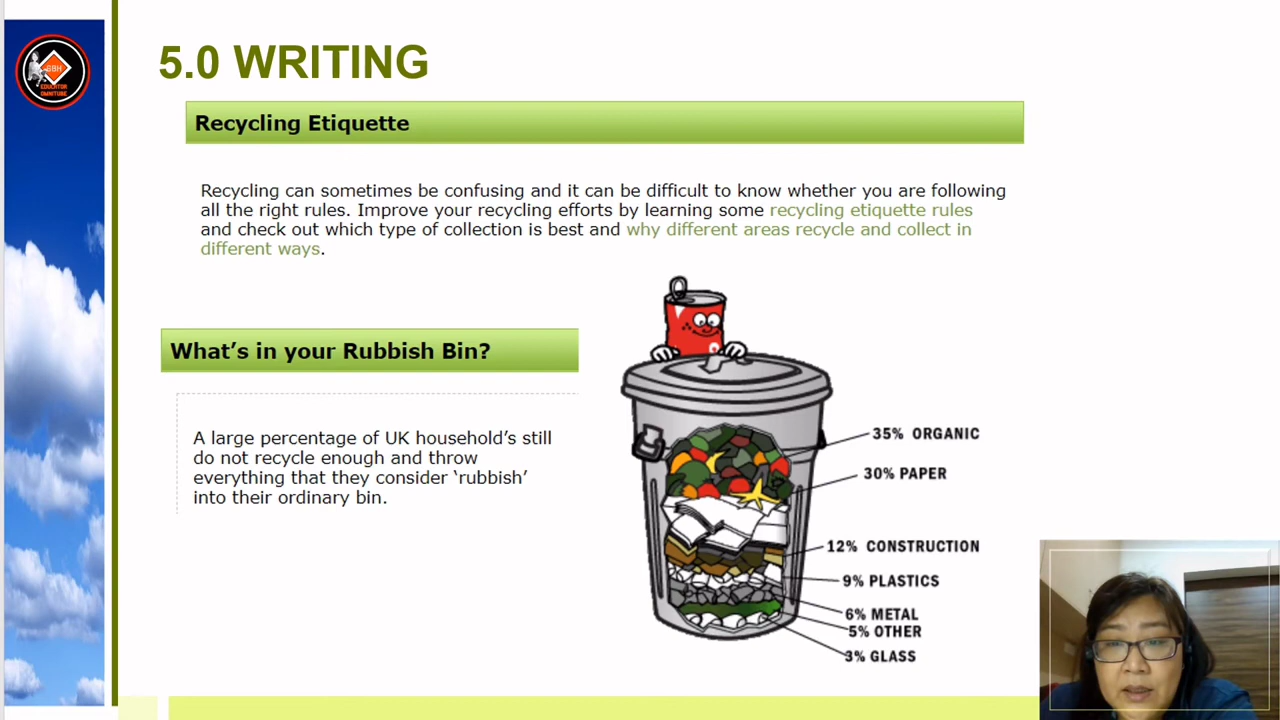 5.0 WRITING
Recycling Etiquette
Recycling can sometimes be confusing and it can be difficult to know whether you are following
all the right rules. Improve your recycling efforts by learning some recycling etiquette rules
and check out which type of collection is best and why different areas recycle and collect in
different ways.
What's in your Rubbish Bin?
A large percentage of UK household's still
do not recycle enough and throw
everything that they consider ‘rubbish’
into their ordinary bin.
35% ORGANIC
30% PAPER
12% CONSTRUCTION
9% PLASTICS
6% METAL
5% OTHER
3% GLASS
EDUCATOR
OMNITUBE